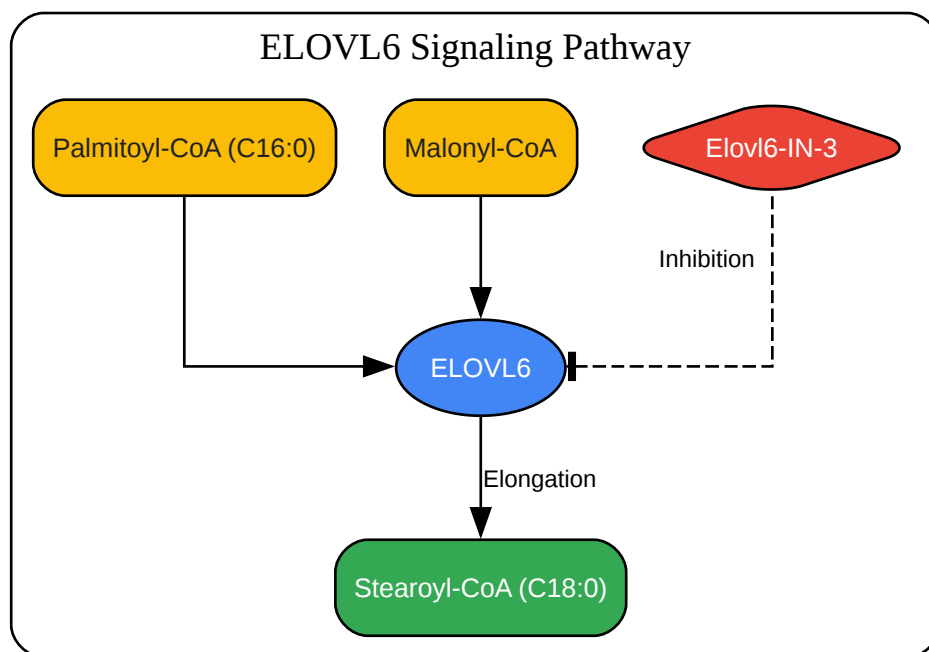 ELOVL6 Signaling Pathway
Palmitoyl-CoA (C16:0)
Malonyl-CoA
Elovl6-IN-3
Inhibition
ELOVL6
Elongation
Stearoyl-CoA (C18:0)